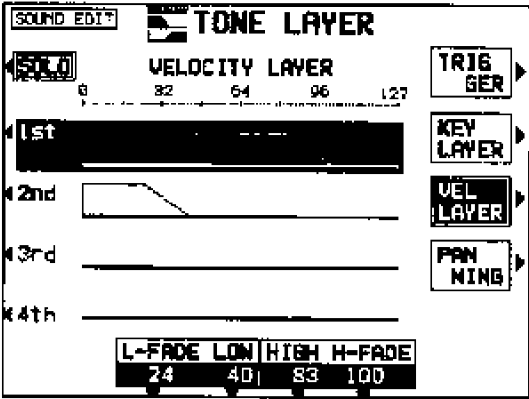 SOUND EDIT
TONE LAYER
SOLO
VELOCITY LAYER
0 32 64 96 127
1st
2nd
3rd
4th
TRIG
GER
KEY
LAYER
VEL
LAYER
PAN
NING
L-FADE LOW HIGH H-FADE
24 40 83 100